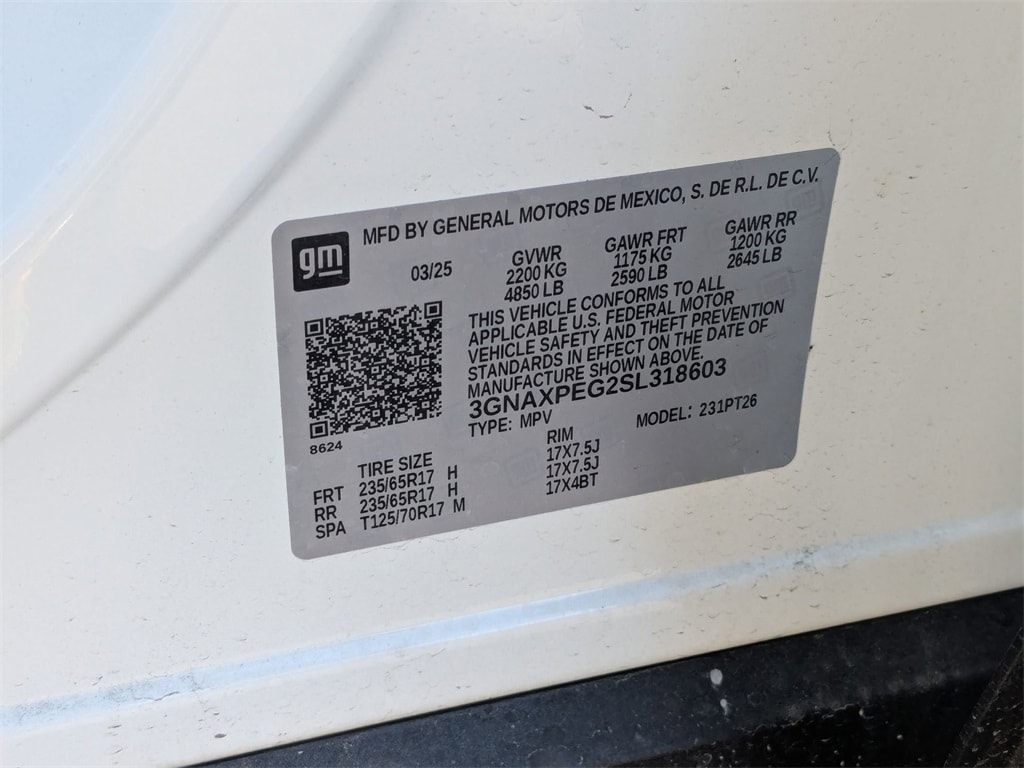 MFD BY GENERAL MOTORS DE MEXICO, S. DE R.L. DE C.V.
gm
03/25
GVWR
2200 KG
4850 LB
GAWR FRT
1175 KG
2590 LB
GAWR RR
1200 KG
2645 LB
THIS VEHICLE CONFORMS TO ALL
APPLICABLE U.S. FEDERAL MOTOR
VEHICLE SAFETY AND THEFT PREVENTION
STANDARDS IN EFFECT ON THE DATE OF
MANUFACTURE SHOWN ABOVE.
3GNAXPEG2SL318603
TYPE: MPV MODEL: 231PT26
8624
TIRE SIZE RIM
FRT 235/65R17 H 17X7.5J
RR 235/65R17 H 17X7.5J
SPA T125/70R17 M 17X4BT